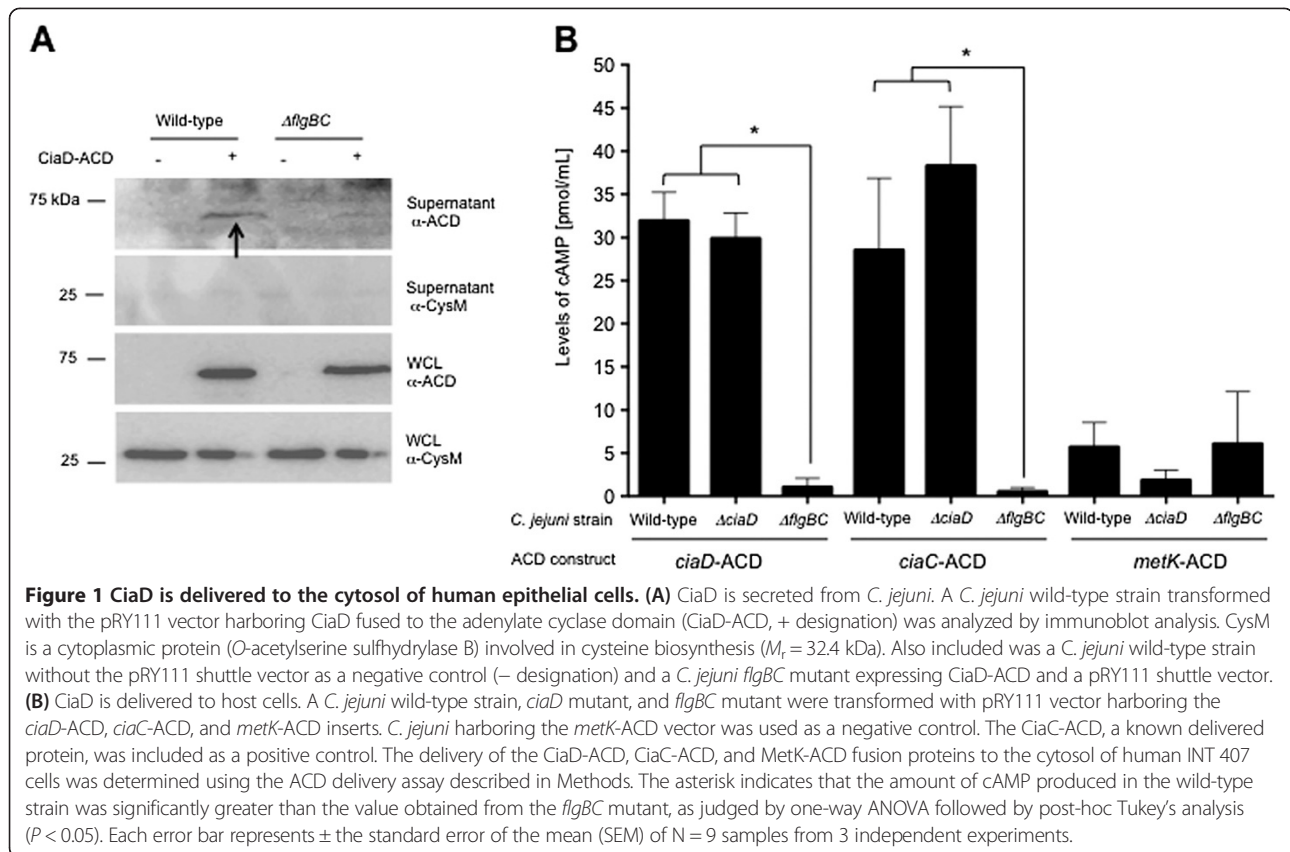 A
Wild-type ΔflgBC
CiaD-ACD - + - +
75 kDa
Supernatant
α-ACD
25
Supernatant
α-CysM
75
WCL
α-ACD
25
WCL
α-CysM
B
Levels of cAMP [pmol/mL]
50
45
40
35
30
25
20
15
10
5
0
* *
C. jejuni strain Wild-type ΔciaD ΔflgBC Wild-type ΔciaD ΔflgBC Wild-type ΔciaD ΔflgBC
ACD construct ciaD-ACD ciaC-ACD metK-ACD
Figure 1 CiaD is delivered to the cytosol of human epithelial cells. (A) CiaD is secreted from C. jejuni. A C. jejuni wild-type strain transformed
with the pRY111 vector harboring CiaD fused to the adenylate cyclase domain (CiaD-ACD, + designation) was analyzed by immunoblot analysis. CysM
is a cytoplasmic protein (O-acetylserine sulfhydrylase B) involved in cysteine biosynthesis (Mr = 32.4 kDa). Also included was a C. jejuni wild-type strain
without the pRY111 shuttle vector as a negative control (− designation) and a C. jejuni flgBC mutant expressing CiaD-ACD and a pRY111 shuttle vector.
(B) CiaD is delivered to host cells. A C. jejuni wild-type strain, ciaD mutant, and flgBC mutant were transformed with pRY111 vector harboring the
ciaD-ACD, ciaC-ACD, and metK-ACD inserts. C. jejuni harboring the metK-ACD vector was used as a negative control. The CiaC-ACD, a known delivered
protein, was included as a positive control. The delivery of the CiaD-ACD, CiaC-ACD, and MetK-ACD fusion proteins to the cytosol of human INT 407
cells was determined using the ACD delivery assay described in Methods. The asterisk indicates that the amount of cAMP produced in the wild-type
strain was significantly greater than the value obtained from the flgBC mutant, as judged by one-way ANOVA followed by post-hoc Tukey's analysis
(P < 0.05). Each error bar represents ± the standard error of the mean (SEM) of N = 9 samples from 3 independent experiments.